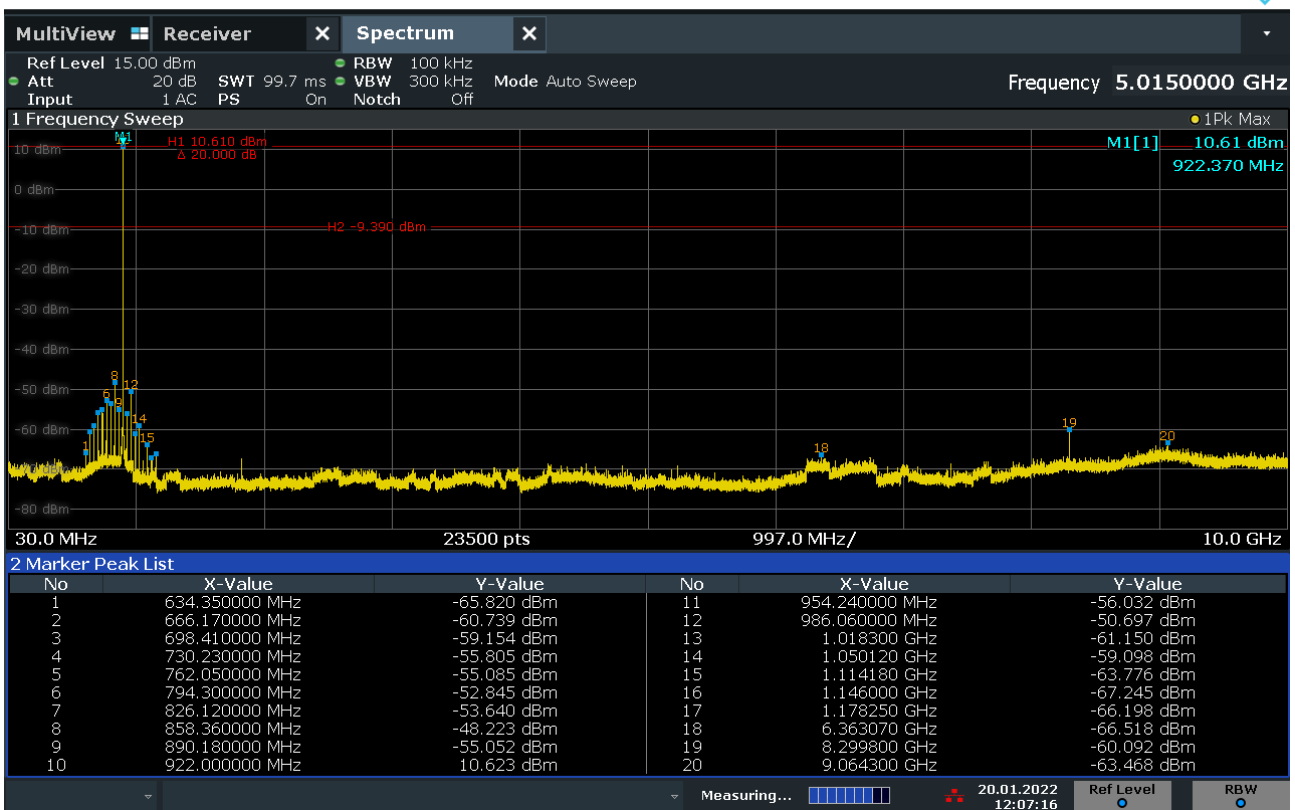 MultiView Receiver X Spectrum X
Ref Level 15.00 dBm RBW 100 kHz
Att 20 dB SWT 99.7 ms VBW 300 kHz Mode Auto Sweep Frequency 5.0150000 GHz
Input 1 AC PS On Notch Off
1 Frequency Sweep 1Pk Max
M1 H1 10.610 dBm M1[1] 10.61 dBm
10 dBm Δ 20.000 dB
922.370 MHz
0 dBm
-10 dBm H2 -9.390 dBm
-20 dBm
-30 dBm
-40 dBm
8
-50 dBm 6 9 12
14
-60 dBm 1 15 19
18 20
-80 dBm
30.0 MHz 23500 pts 997.0 MHz/ 10.0 GHz
2 Marker Peak List
No X-Value Y-Value No X-Value Y-Value
1 634.350000 MHz -65.820 dBm 11 954.240000 MHz -56.032 dBm
2 666.170000 MHz -60.739 dBm 12 986.060000 MHz -50.697 dBm
3 698.410000 MHz -59.154 dBm 13 1.018300 GHz -61.150 dBm
4 730.230000 MHz -55.805 dBm 14 1.050120 GHz -59.098 dBm
5 762.050000 MHz -55.085 dBm 15 1.114180 GHz -63.776 dBm
6 794.300000 MHz -52.845 dBm 16 1.146000 GHz -67.245 dBm
7 826.120000 MHz -53.640 dBm 17 1.178250 GHz -66.198 dBm
8 858.360000 MHz -48.223 dBm 18 6.363070 GHz -66.518 dBm
9 890.180000 MHz -55.052 dBm 19 8.299800 GHz -60.092 dBm
10 922.000000 MHz 10.623 dBm 20 9.064300 GHz -63.468 dBm
Measuring... 20.01.2022 Ref Level RBW
12:07:16